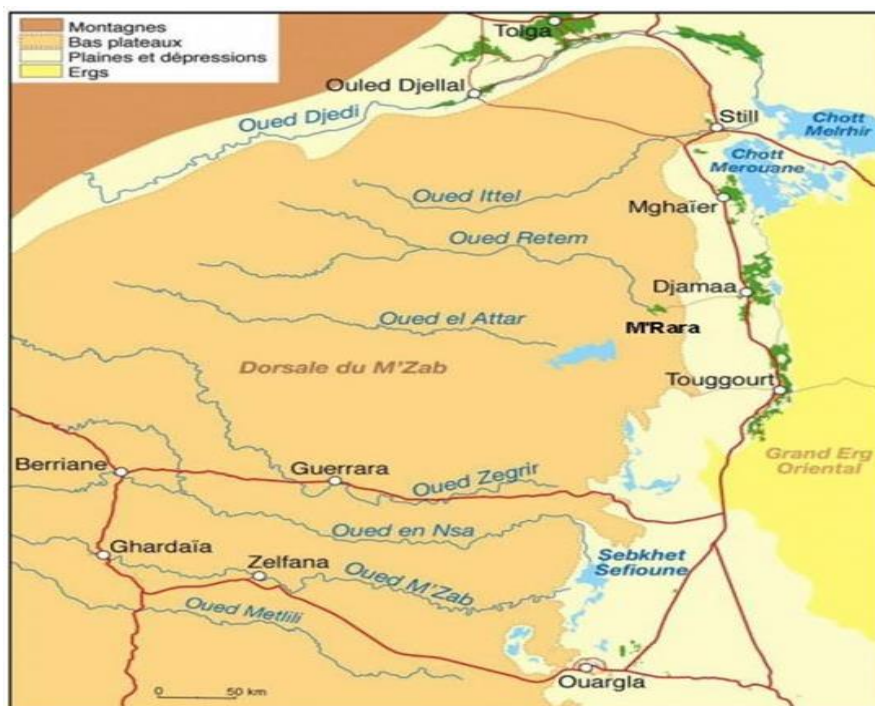 Montagnes
Bas plateaux
Plaines et dépressions
Ergs
Tolga
Ouled Djellal
Oued Djedi
Still
Chott
Melrhir
Chott
Merouane
Oued Ittel
Mghaïer
Oued Retem
Djamaa
Oued el Attar
M'Rara
Dorsale du M'Zab
Touggourt
Berriane
Guerrara
Oued Zegrir
Grand Erg
Oriental
Oued en Nsa
Ghardaïa
Zelfana
Sebkhet
Sefioune
Oued M'Zab
Oued Metlili
0 50 km
Ouargla